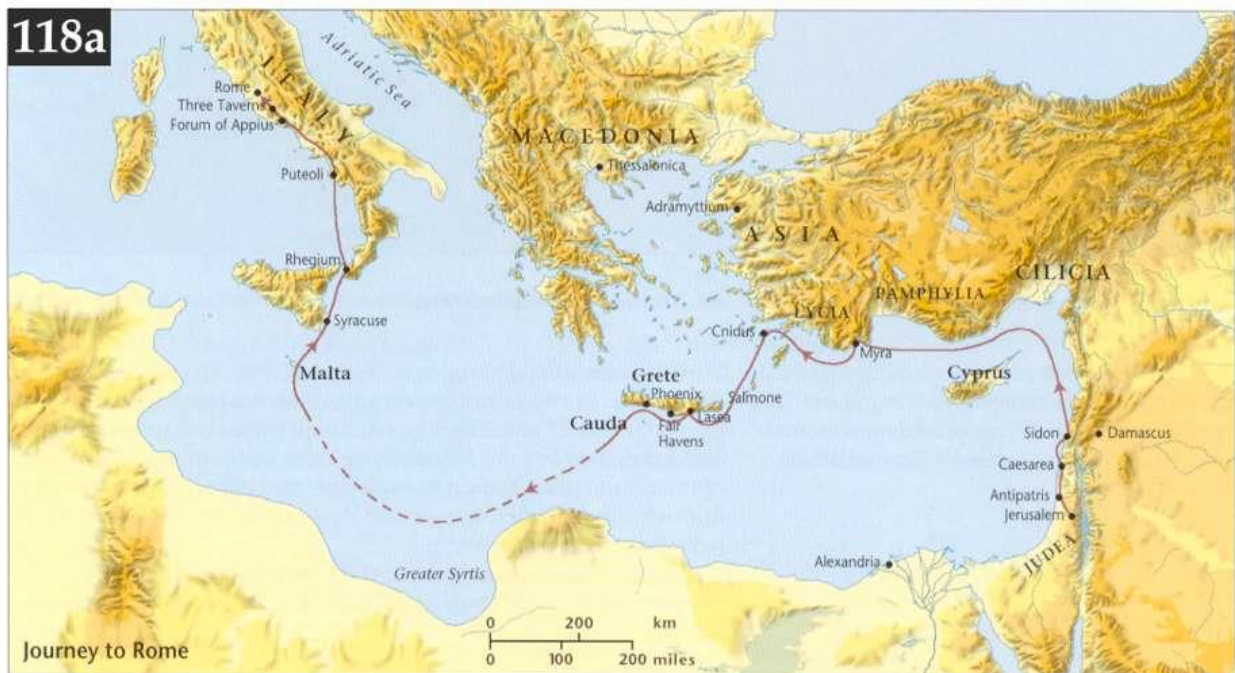 118a
Adriatic Sea
ITALY
Rome
Three Taverns
Forum of Appius
MACEDONIA
Thessalonica
Puteoli
Adramyttium
ASIA
Rhegium
CILICIA
PAMPHYLIA
LYCIA
Syracuse
Cnidus
Myra
Malta
Grete
Cyprus
Phoenix
Salmone
Lasea
Cauda
Fair
Havens
Sidon
Damascus
Caesarea
Antipatris
Jerusalem
JUDEA
Alexandria
Greater Syrtis
0 200 km
0 100 200 miles
Journey to Rome